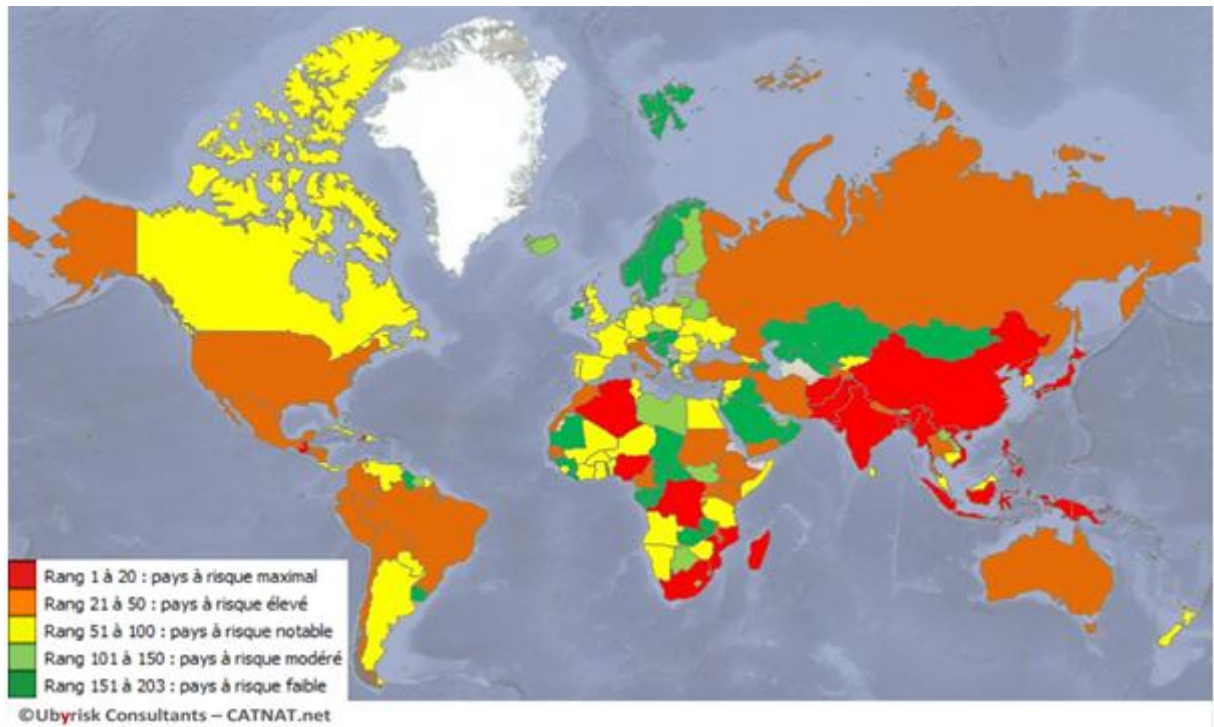 Rang 1 à 20 : pays à risque maximal
Rang 21 à 50 : pays à risque élevé
Rang 51 à 100 : pays à risque notable
Rang 101 à 150 : pays à risque modéré
Rang 151 à 203 : pays à risque faible
©Ubyrisk Consultants – CATNAT.net